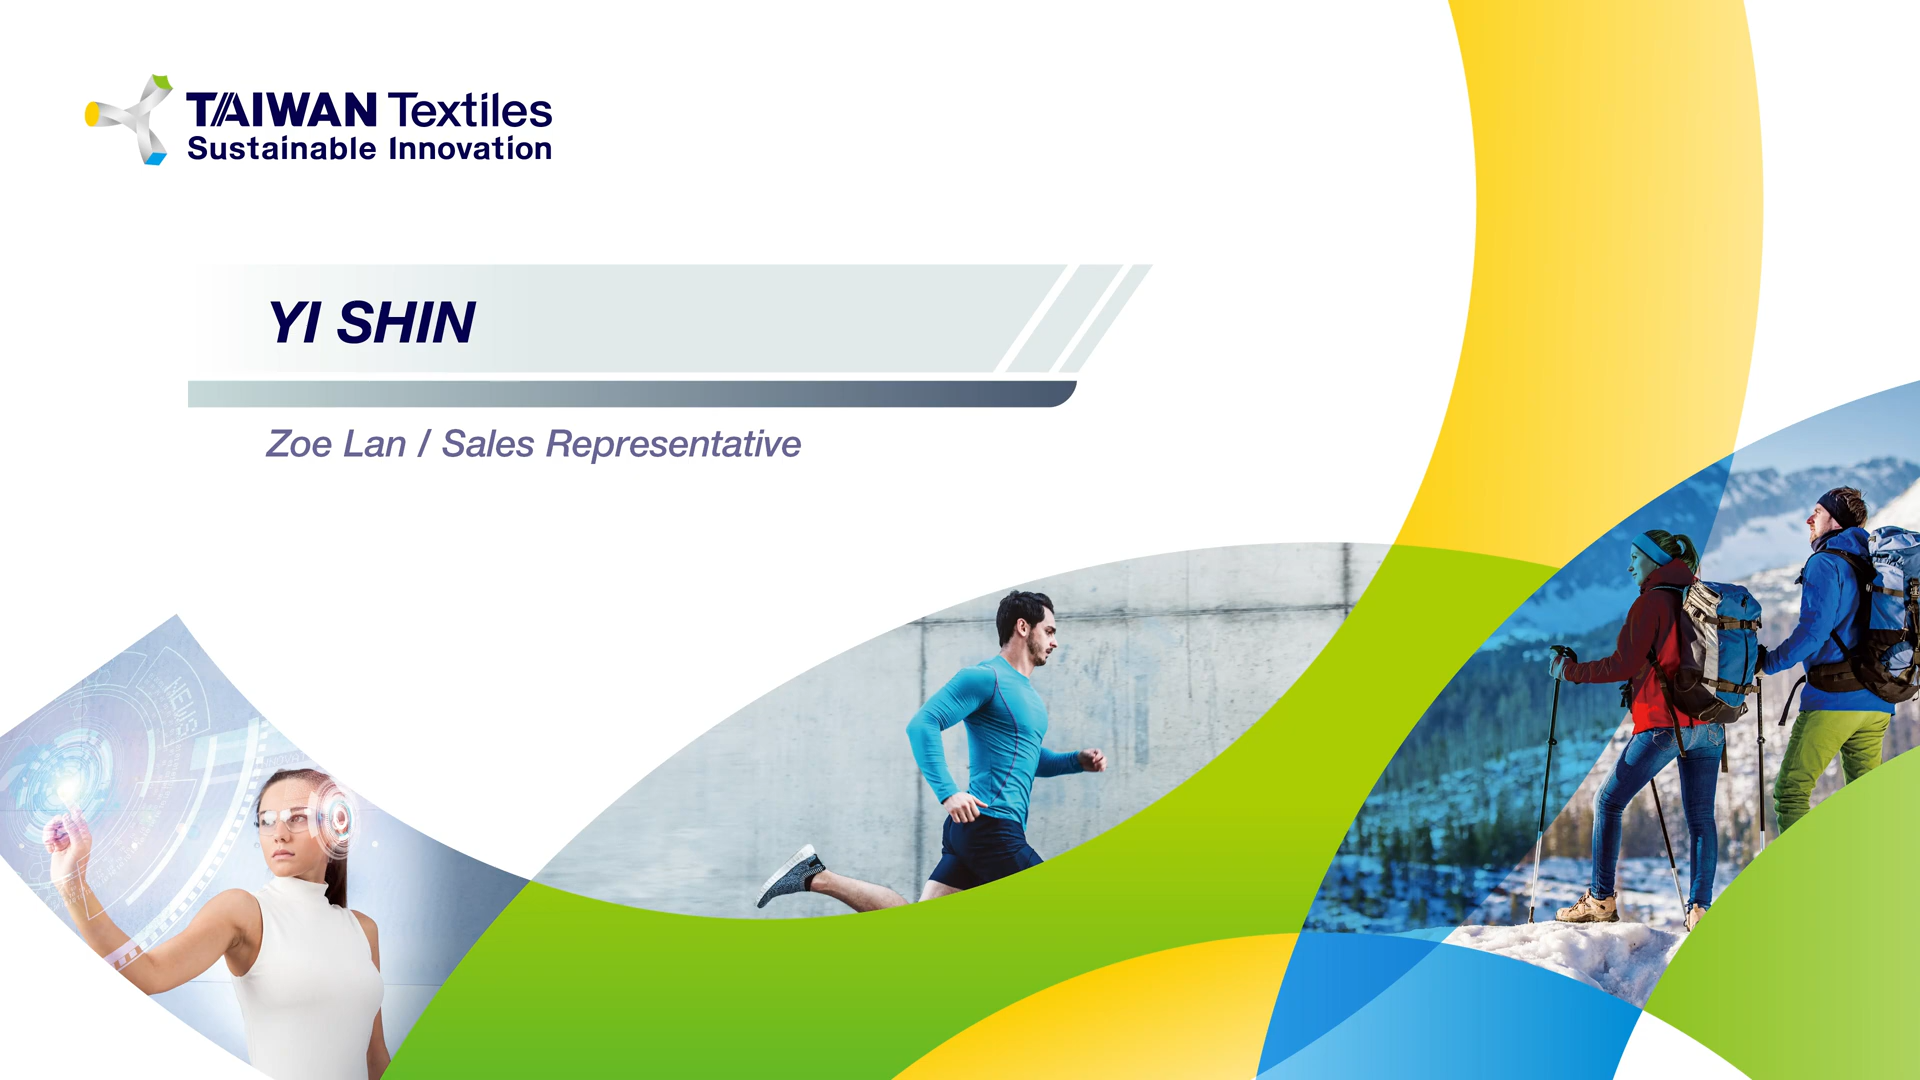 TAIWAN Textiles
Sustainable Innovation
YI SHIN
Zoe Lan / Sales Representative